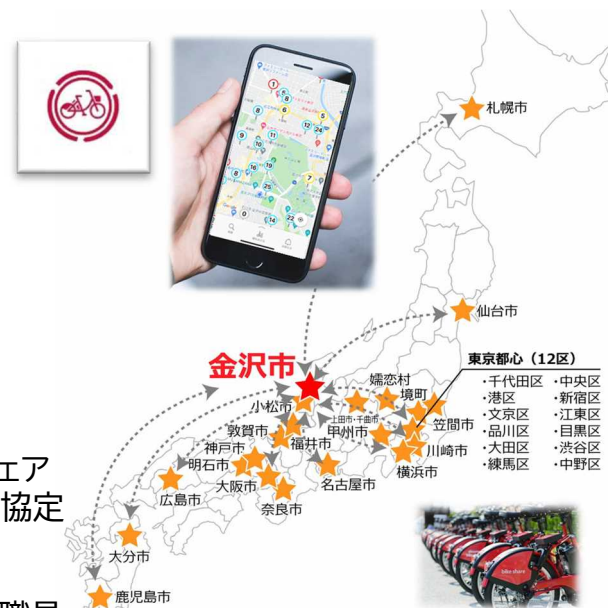 札幌市
仙台市
金沢市
東京都心（12区）
・千代田区 ・中央区
・港区 ・新宿区
・文京区 ・江東区
・品川区 ・目黒区
・大田区 ・渋谷区
・練馬区 ・中野区
嬬恋村
境町
小松市
上田市・千曲市
笠間市
敦賀市
福井市
甲州市
川崎市
神戸市
横浜市
明石市
名古屋市
大阪市
広島市
奈良市
ェア
協定
大分市
鹿児島市
bike share